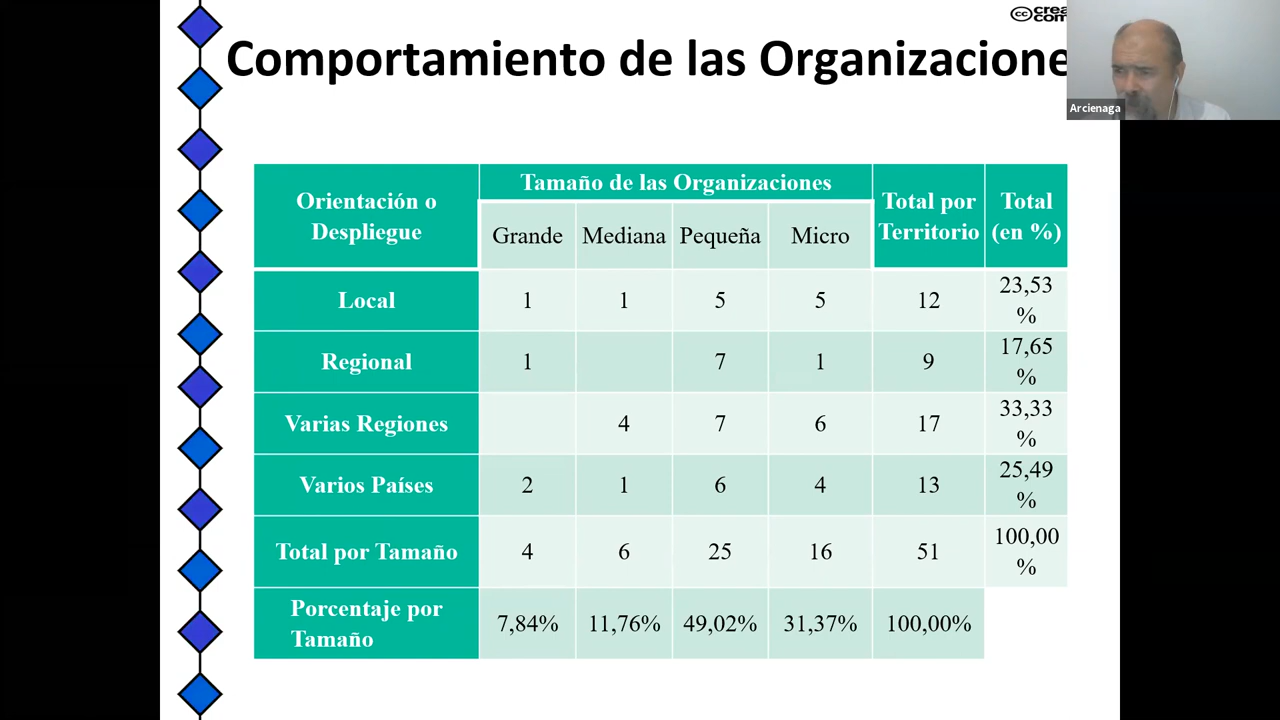 Comportamiento de las Organizacione
Arcienaga
Orientación o
Despliegue
Tamaño de las Organizaciones
Total por
Territorio
Total
(en %)
Grande Mediana Pequeña Micro
Local 1 1 5 5 12 23,53
%
Regional 1 7 1 9 17,65
%
Varias Regiones 4 7 6 17 33,33
%
Varios Países 2 1 6 4 13 25,49
%
Total por Tamaño 4 6 25 16 51 100,00
%
Porcentaje por
Tamaño
7,84% 11,76% 49,02% 31,37% 100,00%